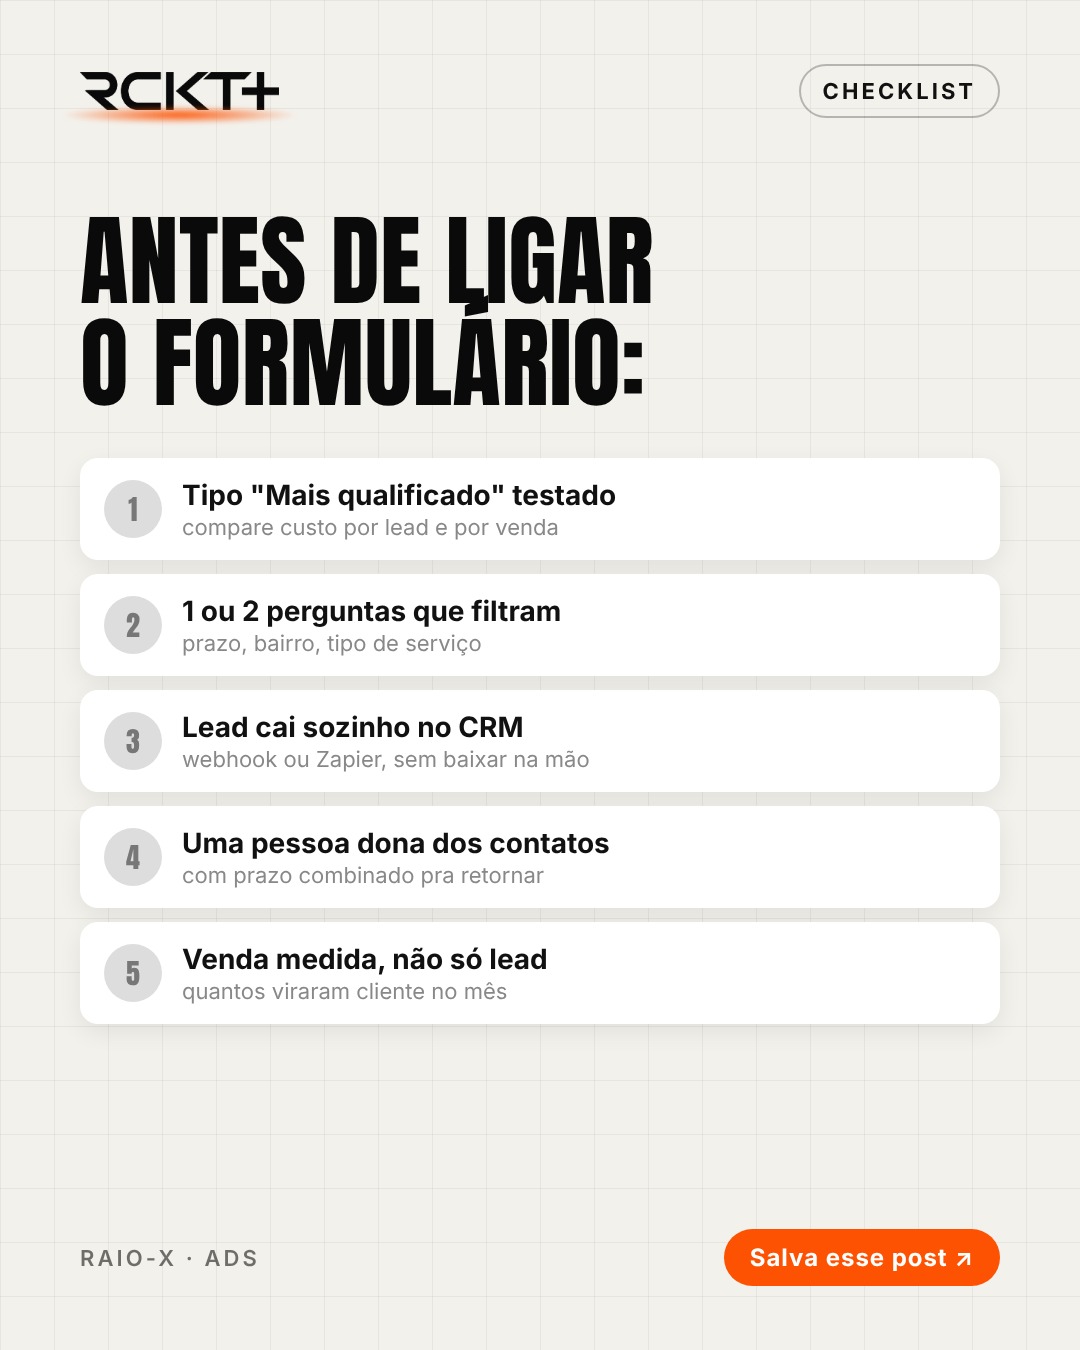 RCKT+
CHECKLIST
ANTES DE LIGAR
O FORMULÁRIO:
1
Tipo "Mais qualificado" testado
compare custo por lead e por venda
2
1 ou 2 perguntas que filtram
prazo, bairro, tipo de serviço
3
Lead cai sozinho no CRM
webhook ou Zapier, sem baixar na mão
4
Uma pessoa dona dos contatos
com prazo combinado pra retornar
5
Venda medida, não só lead
quantos viraram cliente no mês
RAIO-X · ADS
Salva esse post ↗